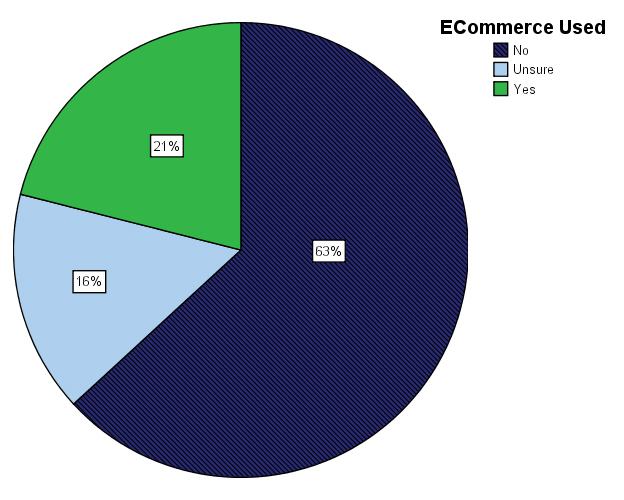 ECommerce Used
No
Unsure
Yes
21%
63%
16%